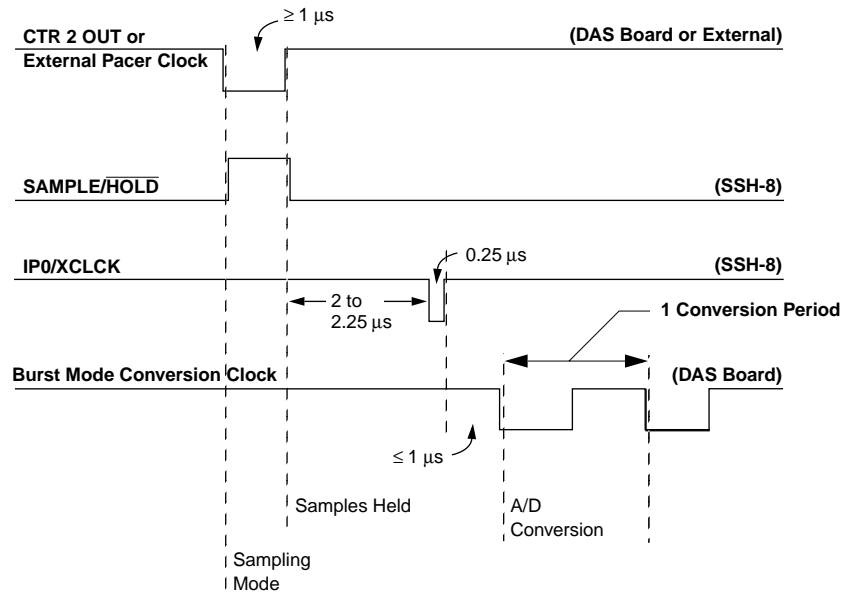 ≥ 1 μs
CTR 2 OUT or
External Pacer Clock
(DAS Board or External)
SAMPLE/HOLD
(SSH-8)
IP0/XCLCK
0.25 μs
(SSH-8)
2 to
2.25 μs
1 Conversion Period
Burst Mode Conversion Clock
(DAS Board)
≤ 1 μs
Samples Held
A/D
Conversion
Sampling
Mode